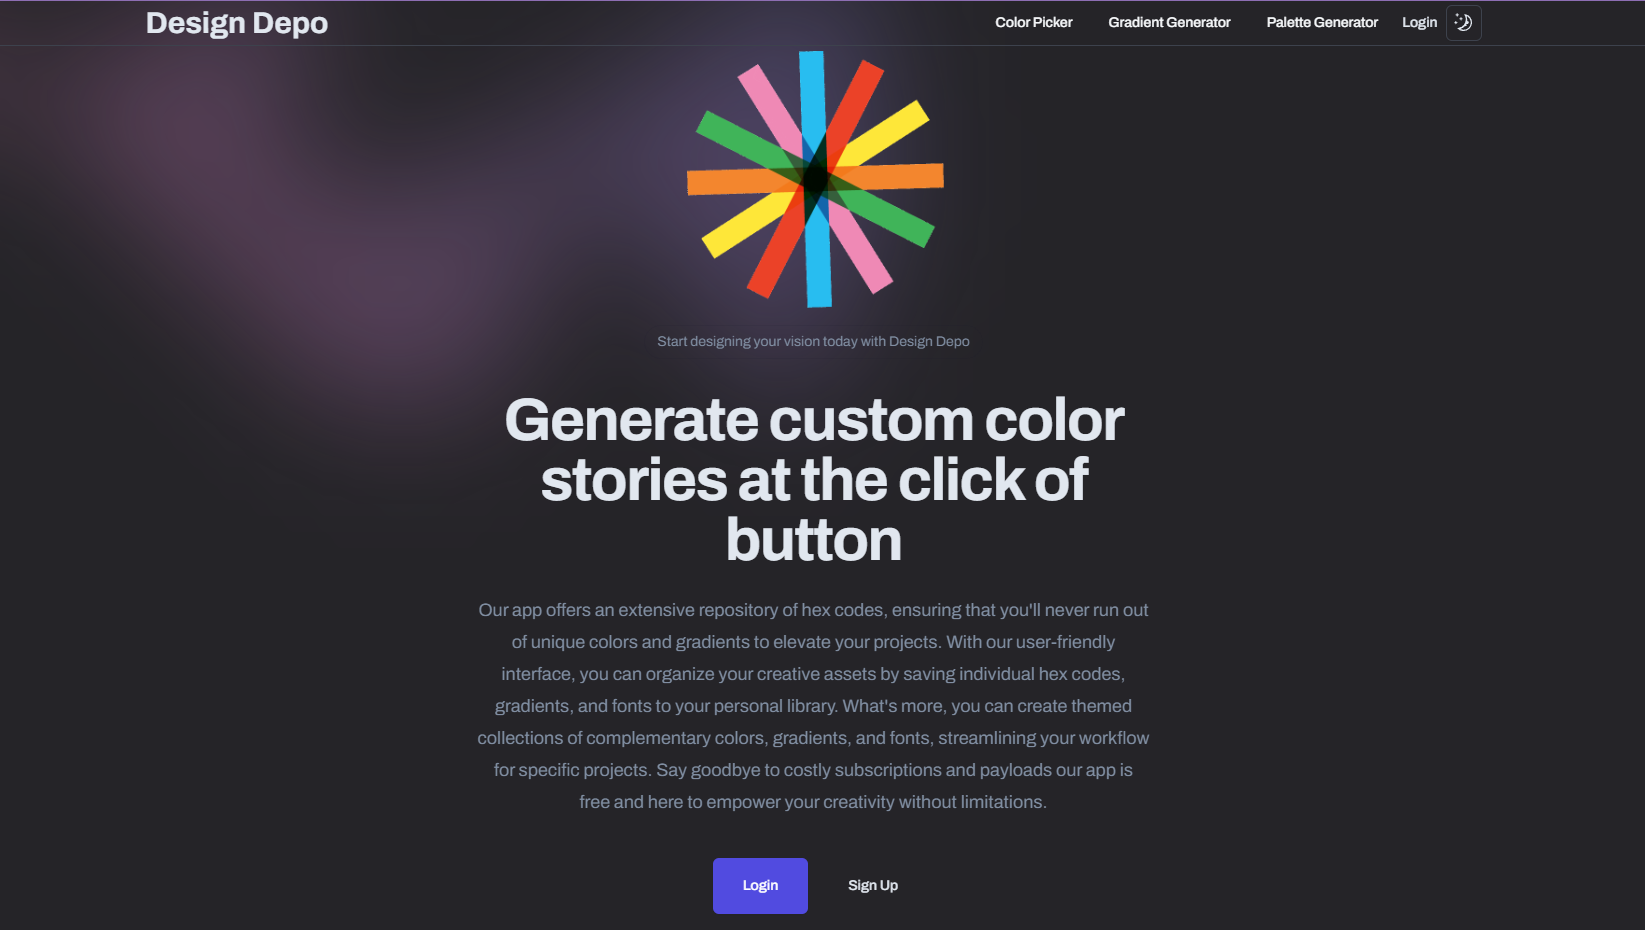 Design Depo
Color Picker
Gradient Generator
Palette Generator
Login
Start designing your vision today with Design Depo
Generate custom color
stories at the click of
button
Our app offers an extensive repository of hex codes, ensuring that you'll never run out
of unique colors and gradients to elevate your projects. With our user-friendly
interface, you can organize your creative assets by saving individual hex codes,
gradients, and fonts to your personal library. What's more, you can create themed
collections of complementary colors, gradients, and fonts, streamlining your workflow
for specific projects. Say goodbye to costly subscriptions and payloads our app is
free and here to empower your creativity without limitations.
Login
Sign Up